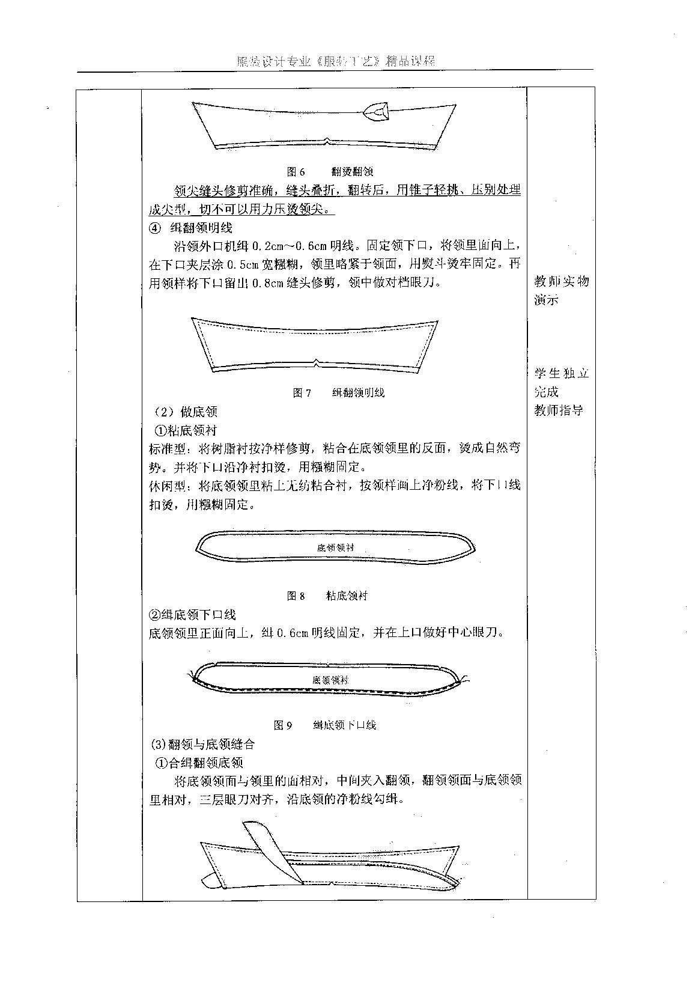 服装设计专业《服装工艺》精品课程
图6 翻烫翻领
领尖缝头修剪准确，缝头叠折，翻转后，用锥子轻挑、压别处理
成尖型，切不可以用力压烫领尖。
④ 缉翻领明线
沿领外口机缉0.2cm～0.6cm明线。固定领下口，将领里面向上，
在下口夹层涂0.5cm宽糨糊，领里略紧于领面，用熨斗烫牢固定。再
用领样将下口留出0.8cm缝头修剪，领中做对档眼刀。
教师实物
演示
图7 缉翻领明线
学生独立
完成
教师指导
（2）做底领
①粘底领衬
标准型：将树脂衬按净样修剪，粘合在底领领里的反面，烫成自然弯
势。并将下口沿净衬扣烫，用糨糊固定。
休闲型：将底领领里粘上无纺粘合衬，按领样画上净粉线，将下口线
扣烫，用糨糊固定。
底领领衬
图8 粘底领衬
②缉底领下口线
底领领里正面向上，缉0.6cm明线固定，并在上口做好中心眼刀。
底领领衬
图9 缉底领下口线
(3)翻领与底领缝合
①合缉翻领底领
将底领领面与领里的面相对，中间夹入翻领，翻领领面与底领领
里相对，三层眼刀对齐，沿底领的净粉线勾缉。